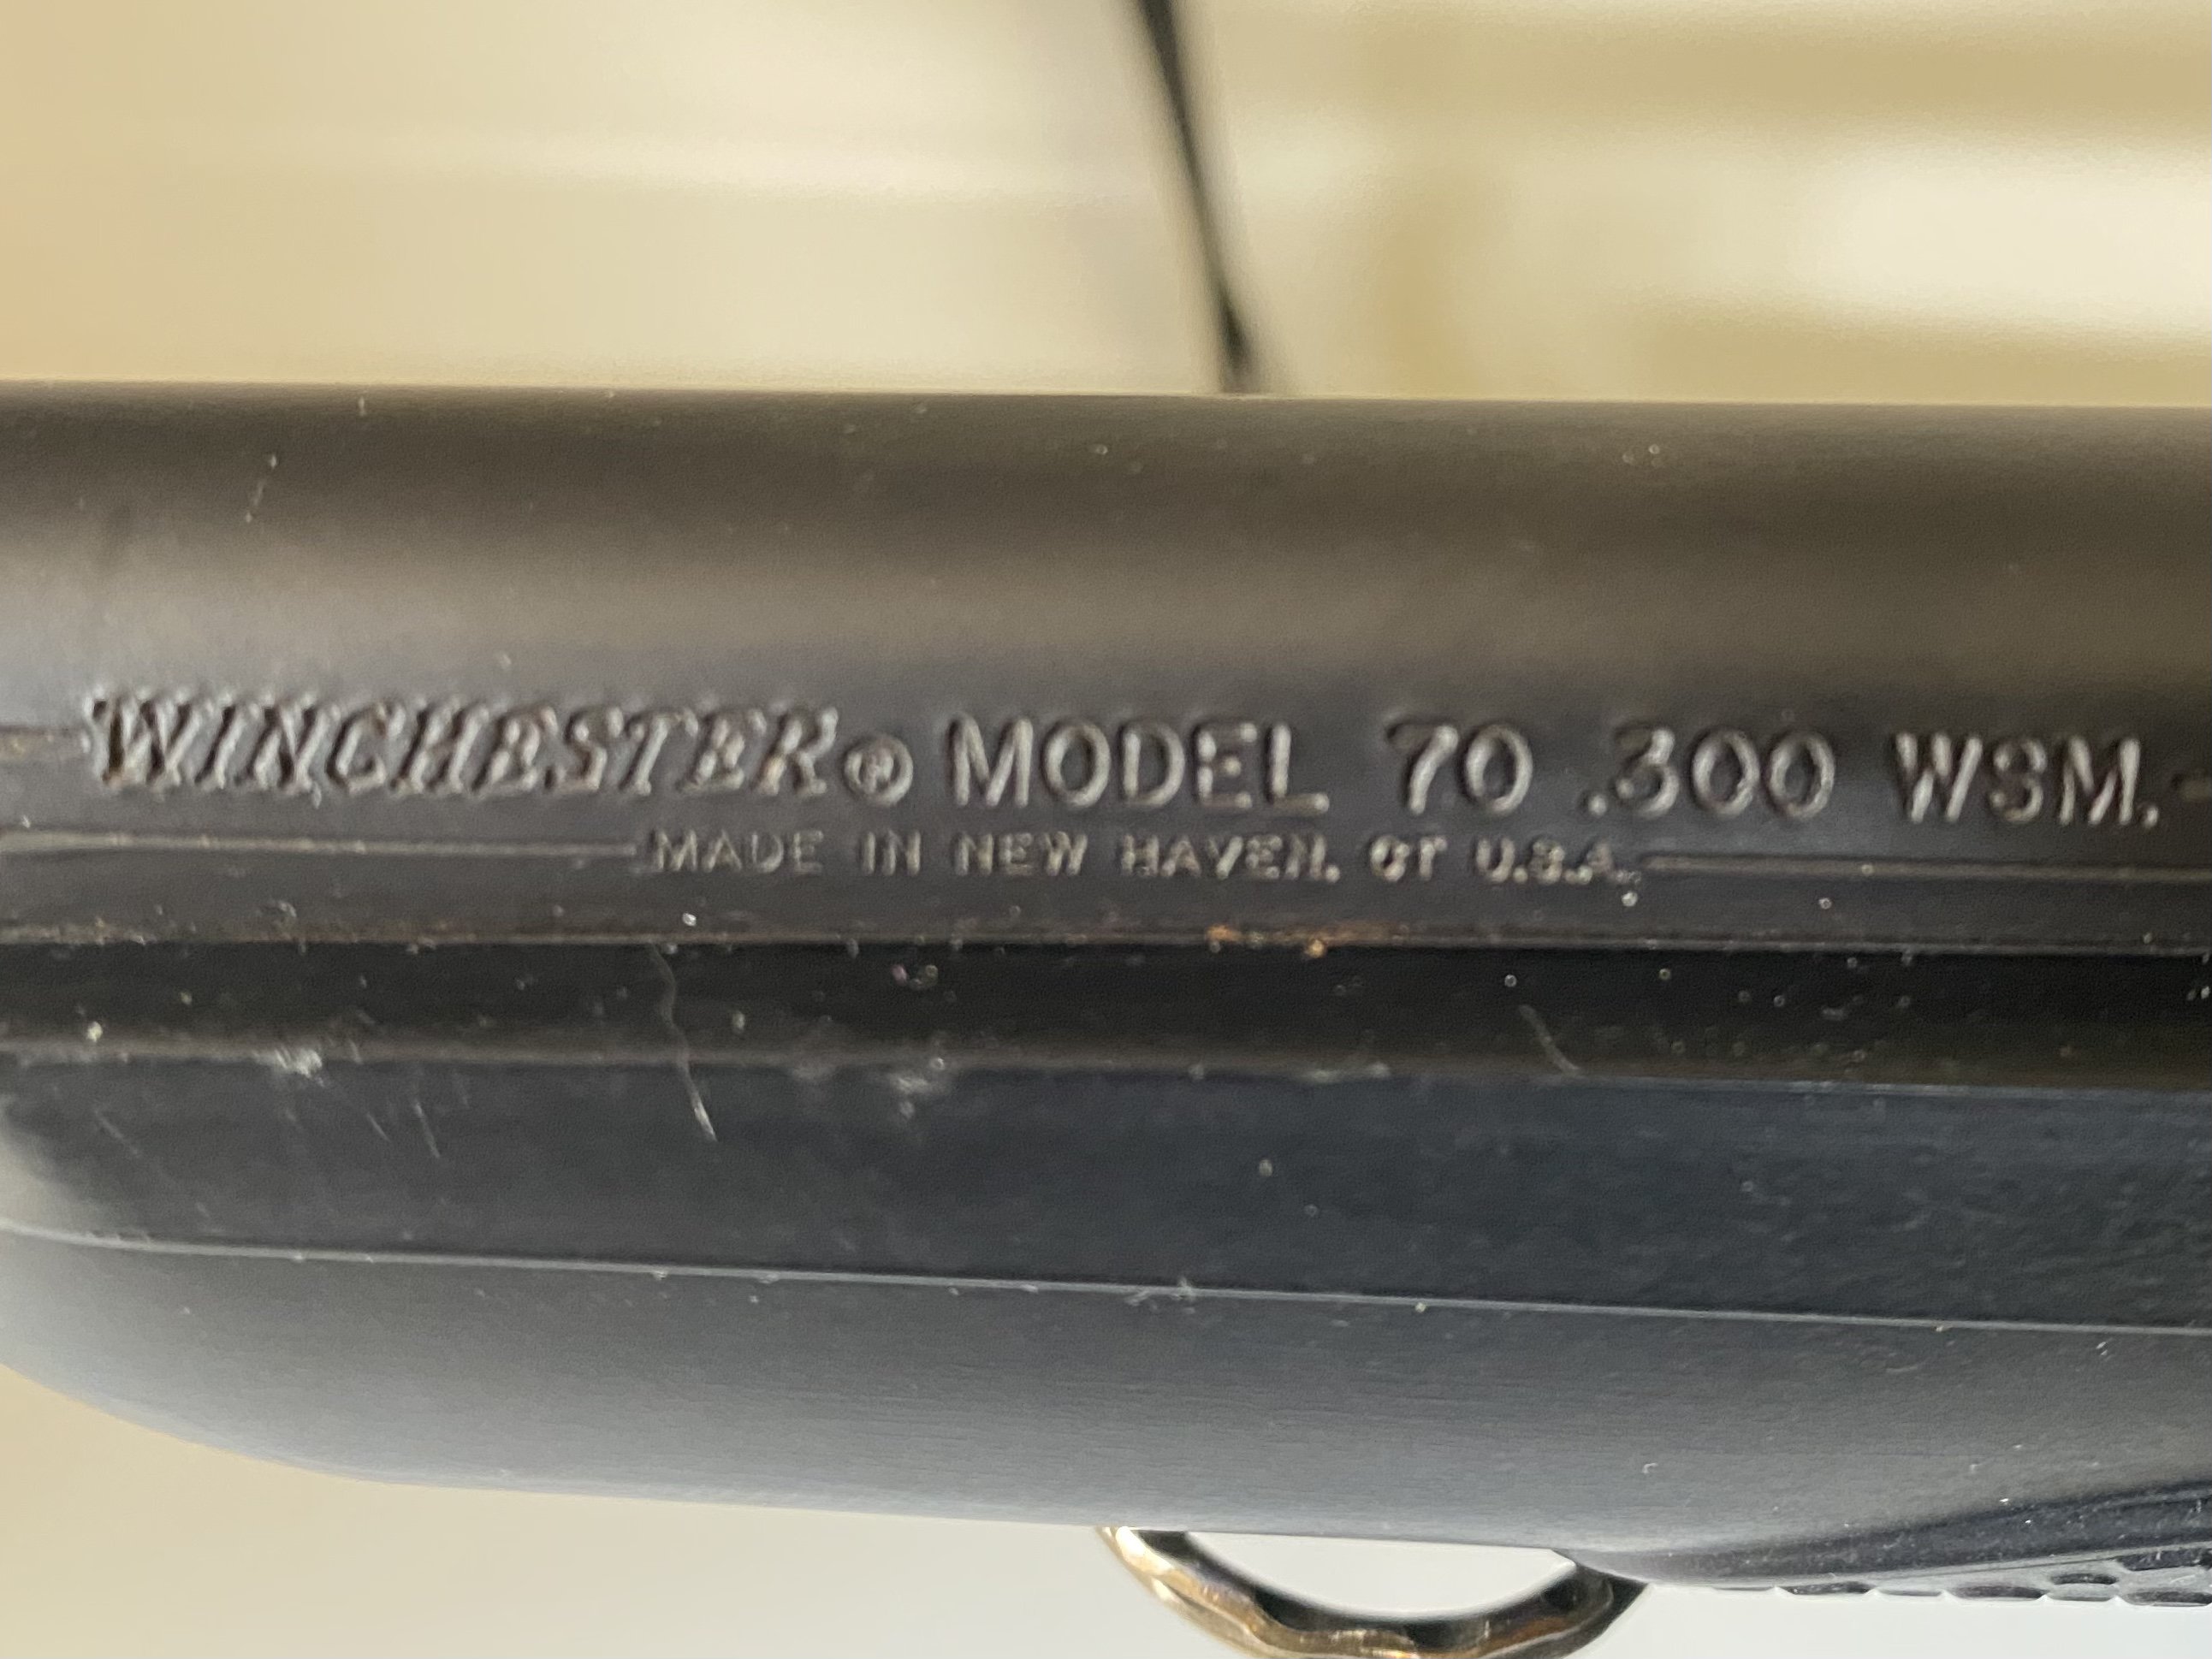 WINCHESTER® MODEL 70 .300 WSM.
MADE IN NEW HAVEN, CT U.S.A.